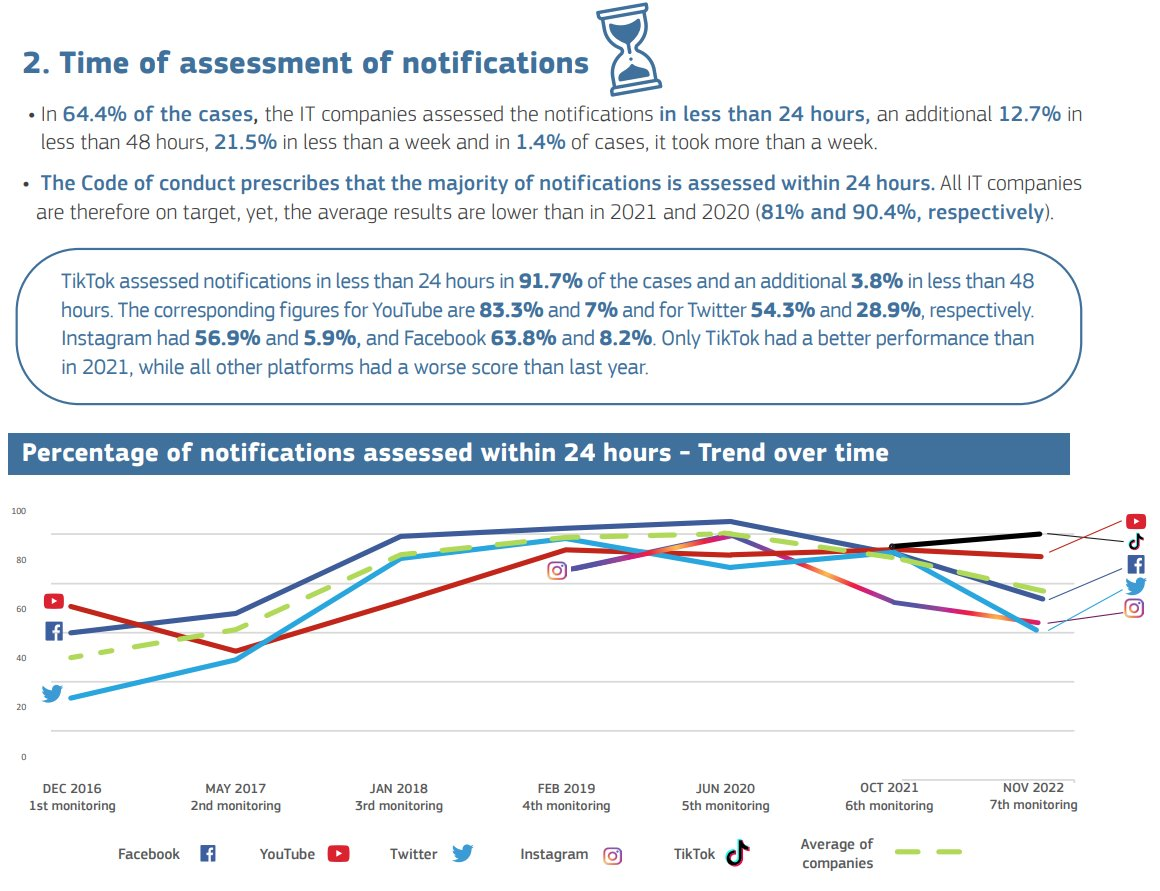 2. Time of assessment of notifications
• In 64.4% of the cases, the IT companies assessed the notifications in less than 24 hours, an additional 12.7% in
less than 48 hours, 21.5% in less than a week and in 1.4% of cases, it took more than a week.
• The Code of conduct prescribes that the majority of notifications is assessed within 24 hours. All IT companies
are therefore on target, yet, the average results are lower than in 2021 and 2020 (81% and 90.4%, respectively).
TikTok assessed notifications in less than 24 hours in 91.7% of the cases and an additional 3.8% in less than 48
hours. The corresponding figures for YouTube are 83.3% and 7% and for Twitter 54.3% and 28.9%, respectively.
Instagram had 56.9% and 5.9%, and Facebook 63.8% and 8.2%. Only TikTok had a better performance than
in 2021, while all other platforms had a worse score than last year.
Percentage of notifications assessed within 24 hours - Trend over time
100
80
60
40
20
0
DEC 2016 MAY 2017 JAN 2018 FEB 2019 JUN 2020 OCT 2021 NOV 2022
1st monitoring 2nd monitoring 3rd monitoring 4th monitoring 5th monitoring 6th monitoring 7th monitoring
Facebook YouTube Twitter Instagram TikTok Average of
companies